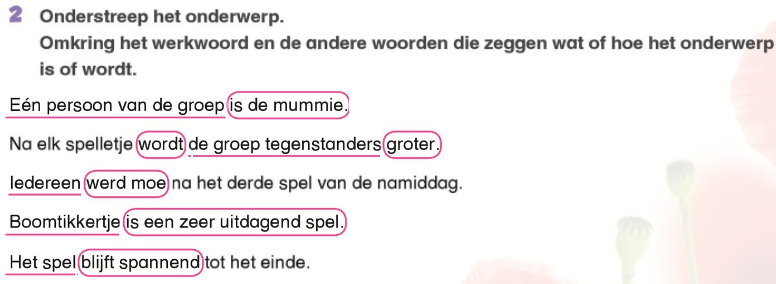 2 Onderstreep het onderwerp.
Omkring het werkwoord en de andere woorden die zeggen wat of hoe het onderwerp
is of wordt.
Eén persoon van de groep is de mummie.
Na elk spelletje wordt de groep tegenstanders groter.
Iedereen werd moe na het derde spel van de namiddag.
Boomtikkertje is een zeer uitdagend spel.
Het spel blijft spannend tot het einde.